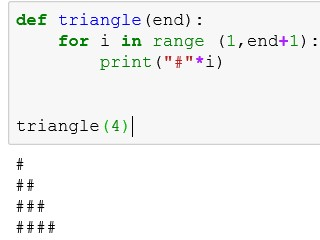 def triangle(end):
    for i in range (1,end+1):
        print("#"*i)
triangle(4)
#
##
###
####